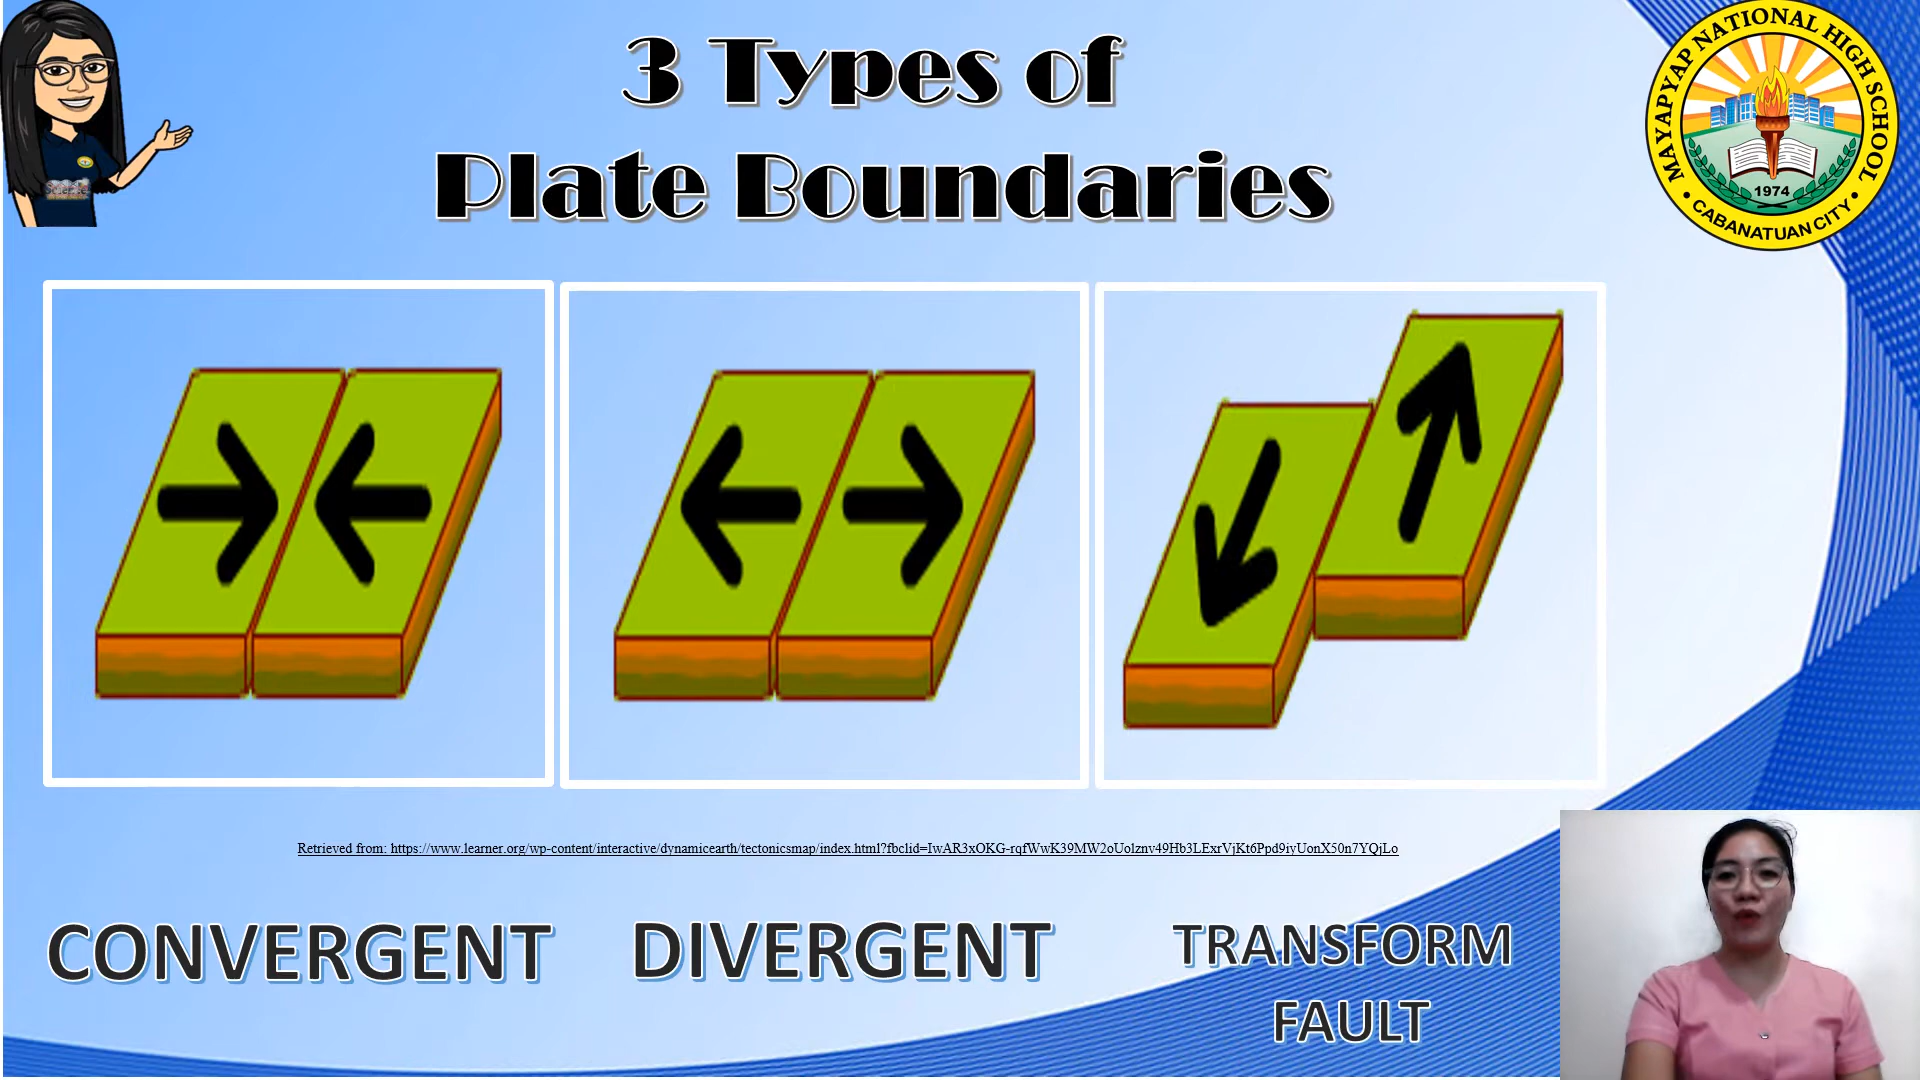 3 Types of
Plate Boundaries
MAYAPYAP NATIONAL HIGH SCHOOL
1974
• CABANATUAN CITY •
Science
Retrieved from: https://www.learner.org/wp-content/interactive/dynamicearth/tectonicsmap/index.html?fbclid=IwAR3xOKG-rqfWwK39MW2oUolznv49Hb3LExrVjKt6Ppd9iyUonX50n7YQjLo
CONVERGENT
DIVERGENT
TRANSFORM
FAULT